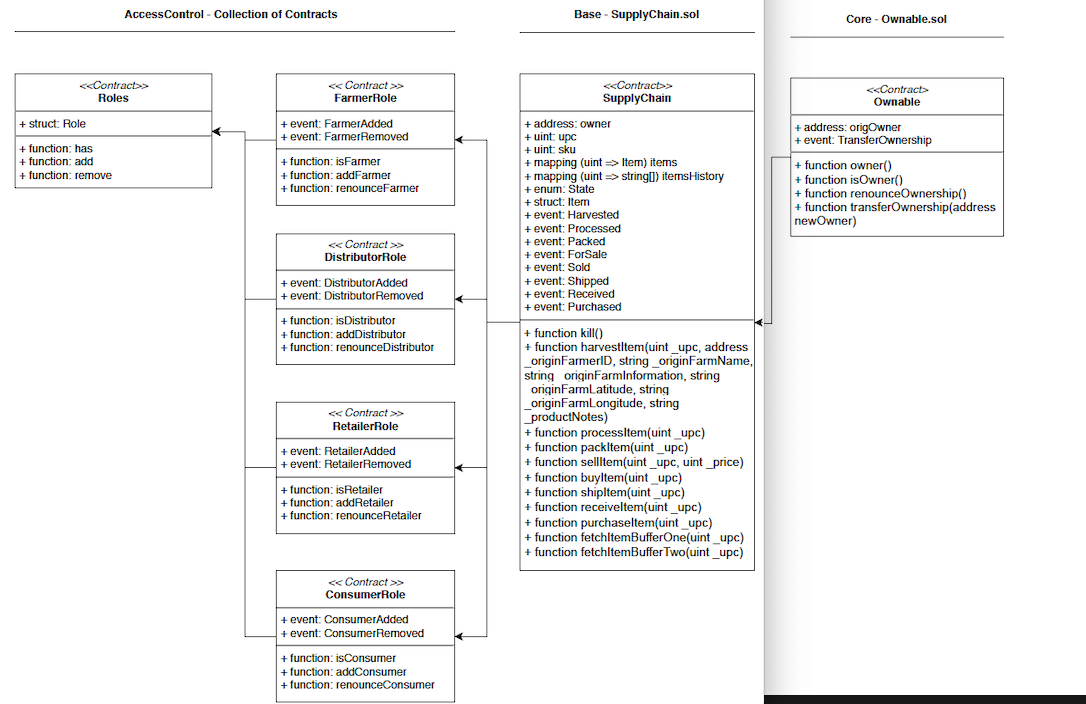 AccessControl - Collection of Contracts
Base - SupplyChain.sol
Core - Ownable.sol
<<Contract>>
Roles
+ struct: Role
+ function: has
+ function: add
+ function: remove
<< Contract >>
FarmerRole
+ event: FarmerAdded
+ event: FarmerRemoved
+ function: isFarmer
+ function: addFarmer
+ function: renounceFarmer
<< Contract >>
DistributorRole
+ event: DistributorAdded
+ event: DistributorRemoved
+ function: isDistributor
+ function: addDistributor
+ function: renounceDistributor
<< Contract >>
RetailerRole
+ event: RetailerAdded
+ event: RetailerRemoved
+ function: isRetailer
+ function: addRetailer
+ function: renounceRetailer
<< Contract >>
ConsumerRole
+ event: ConsumerAdded
+ event: ConsumerRemoved
+ function: isConsumer
+ function: addConsumer
+ function: renounceConsumer
<<Contract>>
SupplyChain
+ address: owner
+ uint: upc
+ uint: sku
+ mapping (uint => Item) items
+ mapping (uint => string[]) itemsHistory
+ enum: State
+ struct: Item
+ event: Harvested
+ event: Processed
+ event: Packed
+ event: ForSale
+ event: Sold
+ event: Shipped
+ event: Received
+ event: Purchased
+ function kill()
+ function harvestItem(uint _upc, address
_originFarmerID, string _originFarmName,
string _originFarmInformation, string
_originFarmLatitude, string
_originFarmLongitude, string
_productNotes)
+ function processItem(uint _upc)
+ function packItem(uint _upc)
+ function sellItem(uint _upc, uint _price)
+ function buyItem(uint _upc)
+ function shipItem(uint _upc)
+ function receiveItem(uint _upc)
+ function purchaseItem(uint _upc)
+ function fetchItemBufferOne(uint _upc)
+ function fetchItemBufferTwo(uint _upc)
<<Contract>
Ownable
+ address: origOwner
+ event: TransferOwnership
+ function owner()
+ function isOwner()
+ function renounceOwnership()
+ function transferOwnership(address
newOwner)